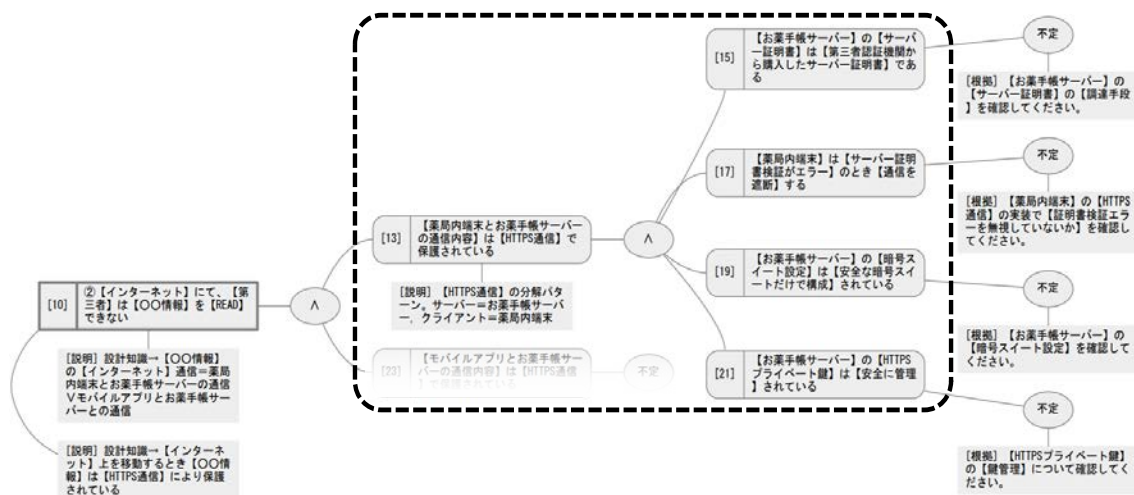 [10]
②【インターネット】にて、【第
三者】は【〇〇情報】を【READ】
できない
[説明] 設計知識→【〇〇情報】
の【インターネット】通信=薬局
内端末とお薬手帳サーバーの通信
∨モバイルアプリとお薬手帳サー
バーとの通信
[説明] 設計知識→【インターネ
ット】上を移動するとき【〇〇情
報】は【HTTPS通信】により保護
されている
∧
[13]
【薬局内端末とお薬手帳サーバー
の通信内容】は【HTTPS通信】で
保護されている
[説明] 【HTTPS通信】の分解パタ
ーン。サーバー=お薬手帳サーバ
ー、クライアント=薬局内端末
[23]
【モバイルアプリとお薬手帳サー
バーの通信内容】は【HTTPS通信
】で保護されている
不定
∧
[15]
【お薬手帳サーバー】の【サーバ
ー証明書】は【第三者認証機関か
ら購入したサーバー証明書】であ
る
不定
[根拠] 【お薬手帳サーバー】の
【サーバー証明書】の【調達手段
】を確認してください。
[17]
【薬局内端末】は【サーバー証明
書検証がエラー】のとき【通信を
遮断】する
不定
[根拠] 【薬局内端末】の【HTTPS
通信】の実装で【証明書検証エラ
ーを無視していないか】を確認し
てください。
[19]
【お薬手帳サーバー】の【暗号ス
イート設定】は【安全な暗号スイ
ートだけで構成】されている
不定
[根拠] 【お薬手帳サーバー】の
【暗号スイート設定】を確認して
ください。
[21]
【お薬手帳サーバー】の【HTTPS
プライベート鍵】は【安全に管理
】されている
不定
[根拠] 【HTTPSプライベート鍵】
の【鍵管理】について確認してく
ださい。